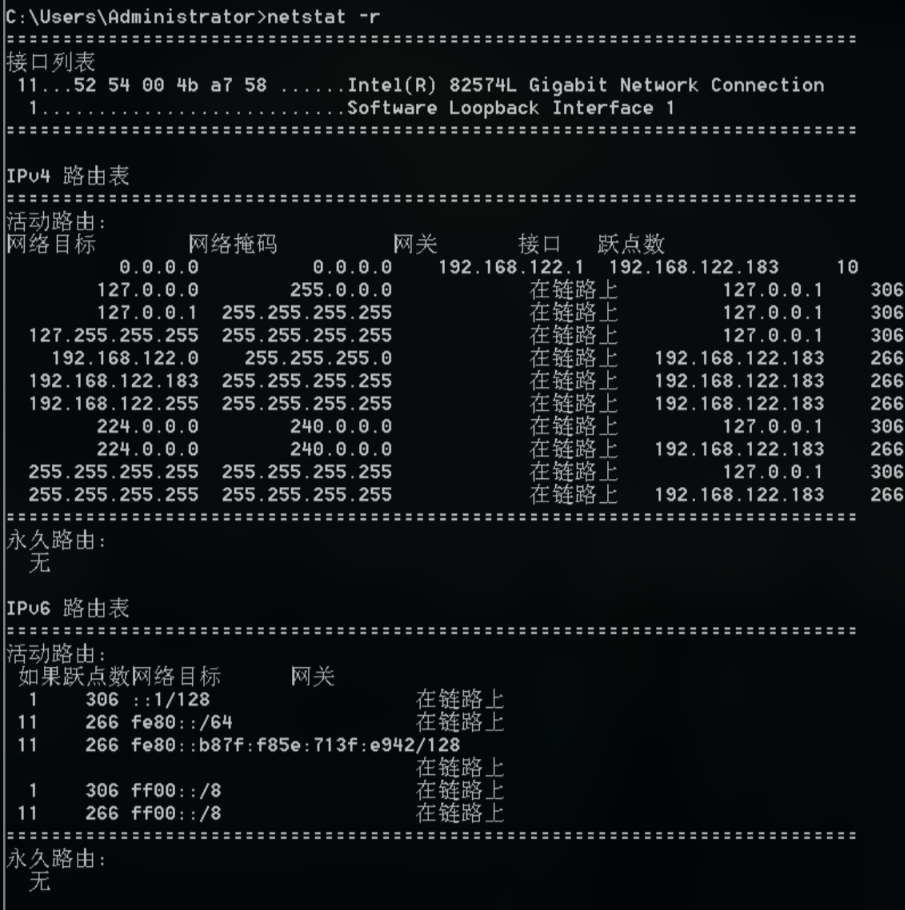 C:\Users\Administrator>netstat -r
===========================================================================
接口列表
 11...52 54 00 4b a7 58 ......Intel(R) 82574L Gigabit Network Connection
  1...........................Software Loopback Interface 1
===========================================================================
IPv4 路由表
===========================================================================
活动路由:
网络目标        网络掩码          网关       接口   跃点数
          0.0.0.0          0.0.0.0    192.168.122.1  192.168.122.183     10
        127.0.0.0        255.0.0.0            在链路上         127.0.0.1    306
        127.0.0.1  255.255.255.255            在链路上         127.0.0.1    306
  127.255.255.255  255.255.255.255            在链路上         127.0.0.1    306
    192.168.122.0    255.255.255.0            在链路上   192.168.122.183    266
  192.168.122.183  255.255.255.255            在链路上   192.168.122.183    266
  192.168.122.255  255.255.255.255            在链路上   192.168.122.183    266
        224.0.0.0        240.0.0.0            在链路上         127.0.0.1    306
        224.0.0.0        240.0.0.0            在链路上   192.168.122.183    266
  255.255.255.255  255.255.255.255            在链路上         127.0.0.1    306
  255.255.255.255  255.255.255.255            在链路上   192.168.122.183    266
===========================================================================
永久路由:
  无
IPv6 路由表
===========================================================================
活动路由:
 如果跃点数网络目标      网关
  1    306 ::1/128                  在链路上
 11    266 fe80::/64                在链路上
 11    266 fe80::b87f:f85e:713f:e942/128
                                    在链路上
  1    306 ff00::/8                 在链路上
 11    266 ff00::/8                 在链路上
===========================================================================
永久路由:
  无